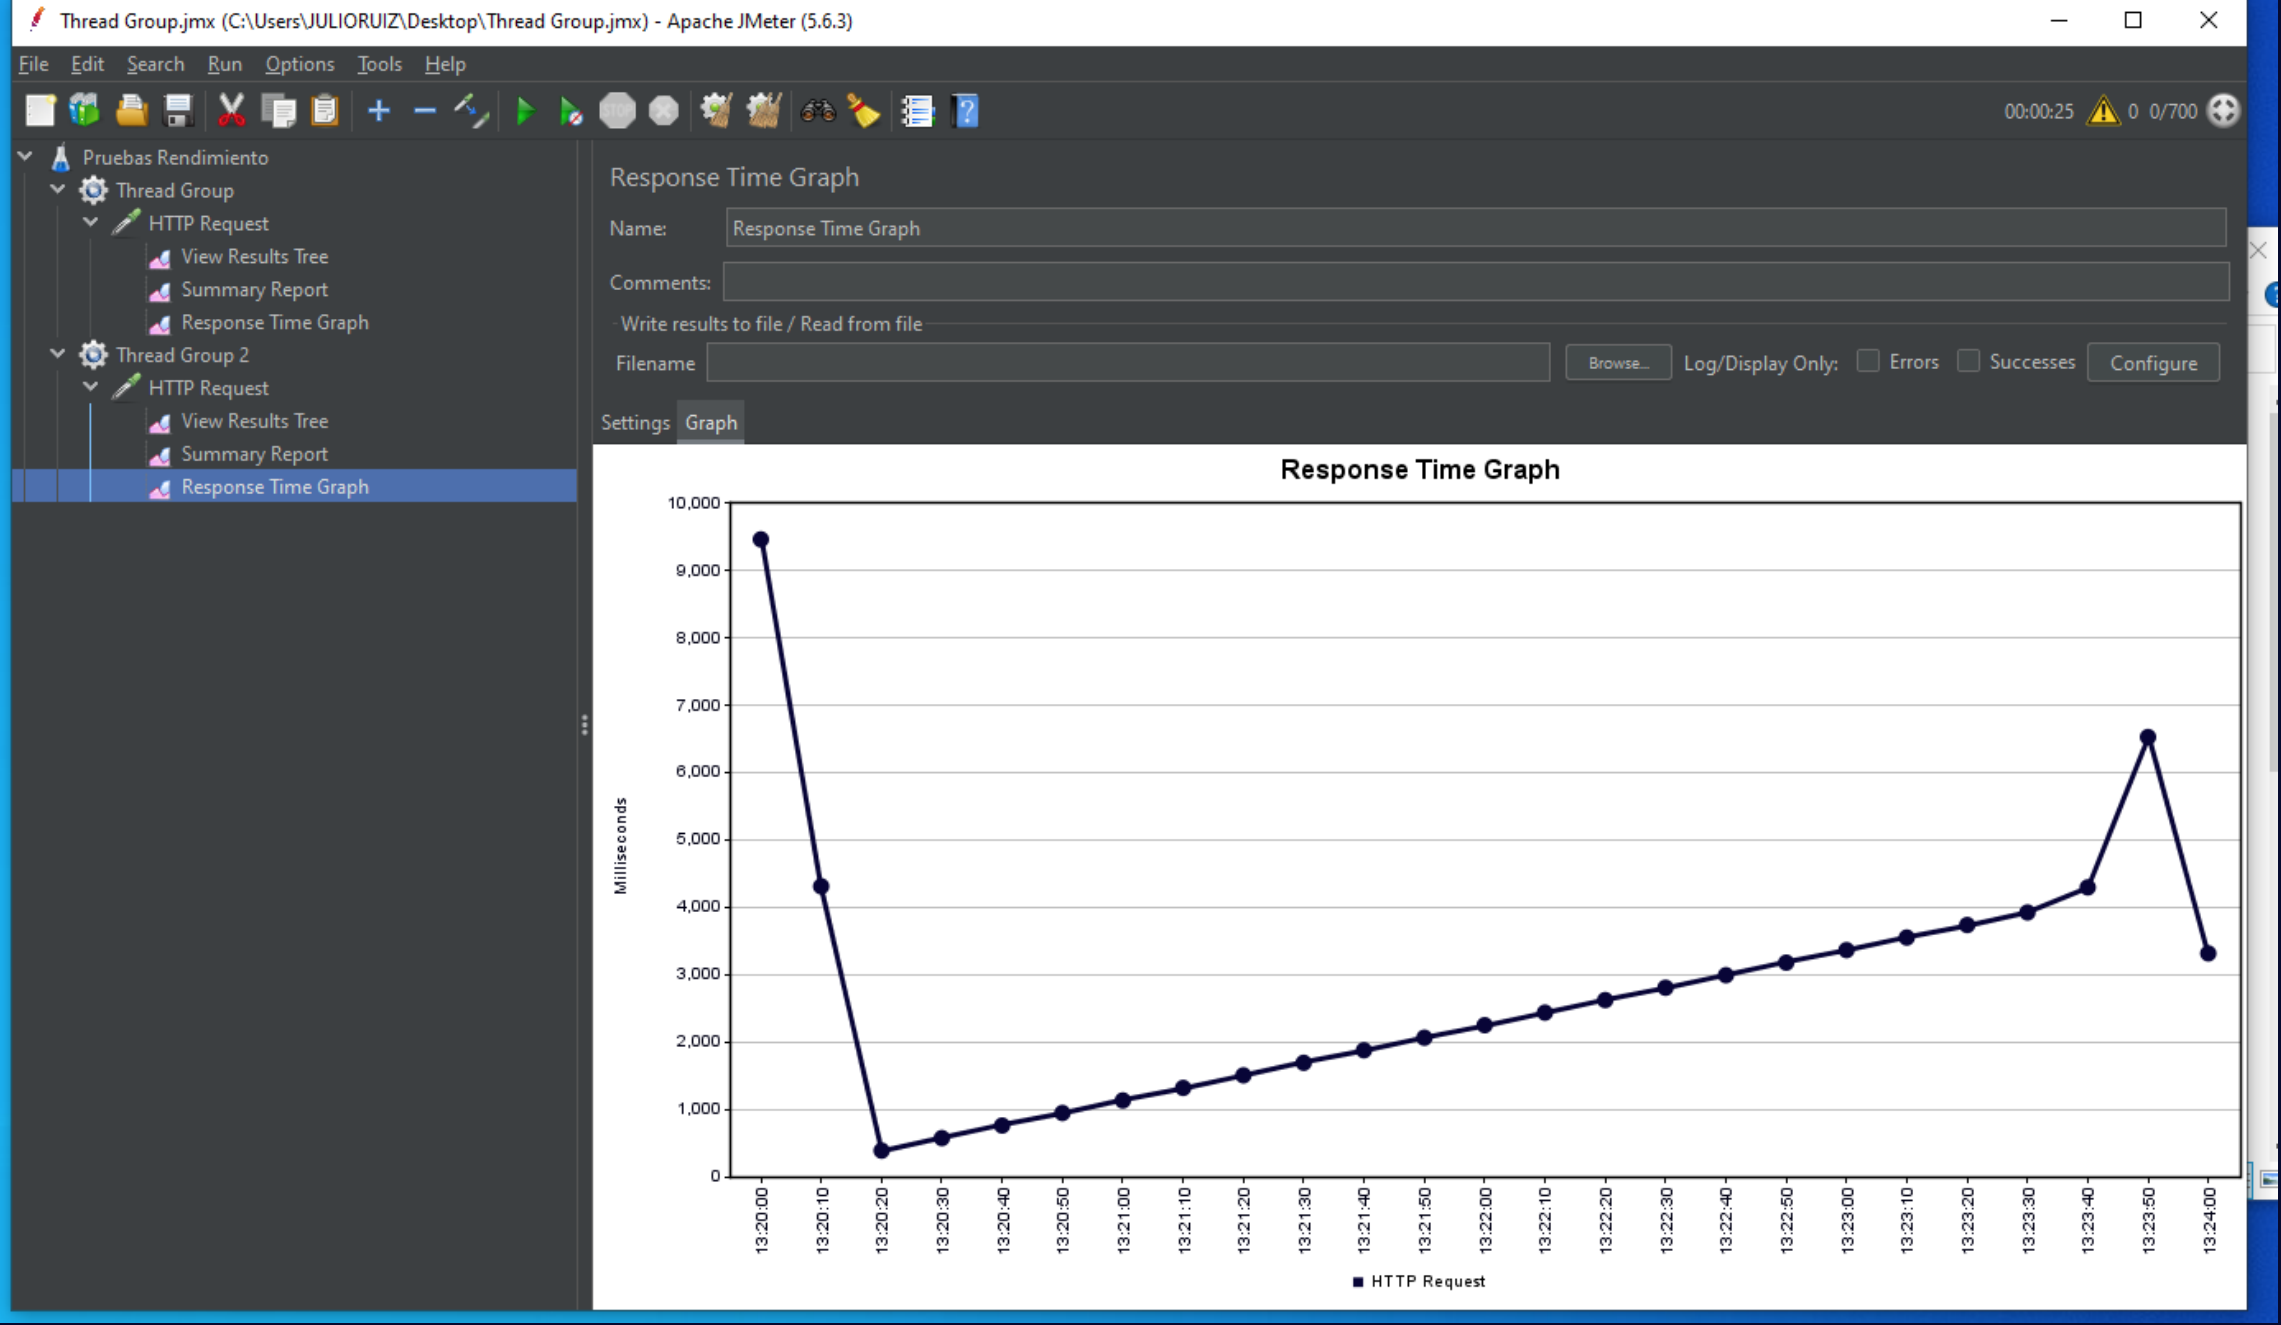 Thread Group.jmx (C:\Users\JULIORUIZ\Desktop\Thread Group.jmx) - Apache JMeter (5.6.3)
File Edit Search Run Options Tools Help
STOP 00:00:25 0 0/700
Pruebas Rendimiento
Thread Group
HTTP Request
View Results Tree
Summary Report
Response Time Graph
Thread Group 2
HTTP Request
View Results Tree
Summary Report
Response Time Graph
Response Time Graph
Name: Response Time Graph
Comments:
Write results to file / Read from file
Filename Browse... Log/Display Only: Errors Successes Configure
Settings Graph
Response Time Graph
10,000
9,000
8,000
7,000
6,000
5,000
4,000
3,000
2,000
1,000
0
Milliseconds
13:20:00
13:20:10
13:20:20
13:20:30
13:20:40
13:20:50
13:21:00
13:21:10
13:21:20
13:21:30
13:21:40
13:21:50
13:22:00
13:22:10
13:22:20
13:22:30
13:22:40
13:22:50
13:23:00
13:23:10
13:23:20
13:23:30
13:23:40
13:23:50
13:24:00
HTTP Request